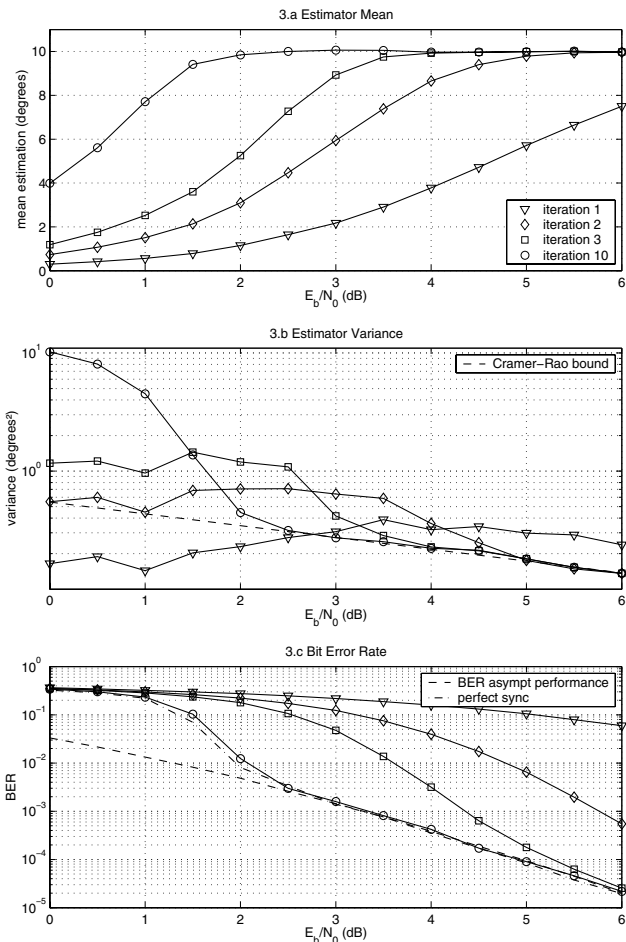 3.a Estimator Mean
mean estimation (degrees)
12
10
8
6
4
2
0
iteration 1
iteration 2
iteration 3
iteration 10
0 1 2 3 4 5 6
E_b/N_0 (dB)
3.b Estimator Variance
variance (degrees²)
10^1
10^0
Cramer−Rao bound
0 1 2 3 4 5 6
E_b/N_0 (dB)
3.c Bit Error Rate
BER
10^0
10^−1
10^−2
10^−3
10^−4
10^−5
BER asympt performance
perfect sync
0 1 2 3 4 5 6
E_b/N_0 (dB)